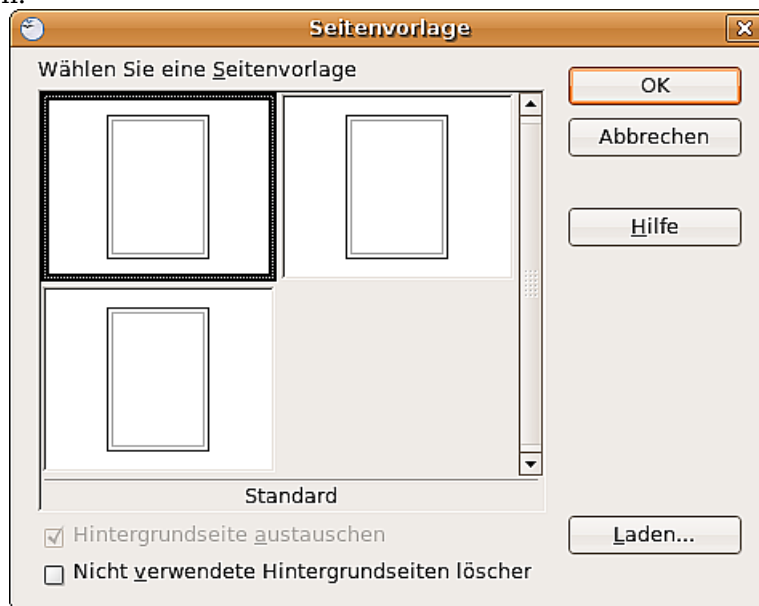 n.
Seitenvorlage
Wählen Sie eine Seitenvorlage
OK
Abbrechen
Hilfe
Standard
Hintergrundseite austauschen
Laden...
Nicht verwendete Hintergrundseiten löscher